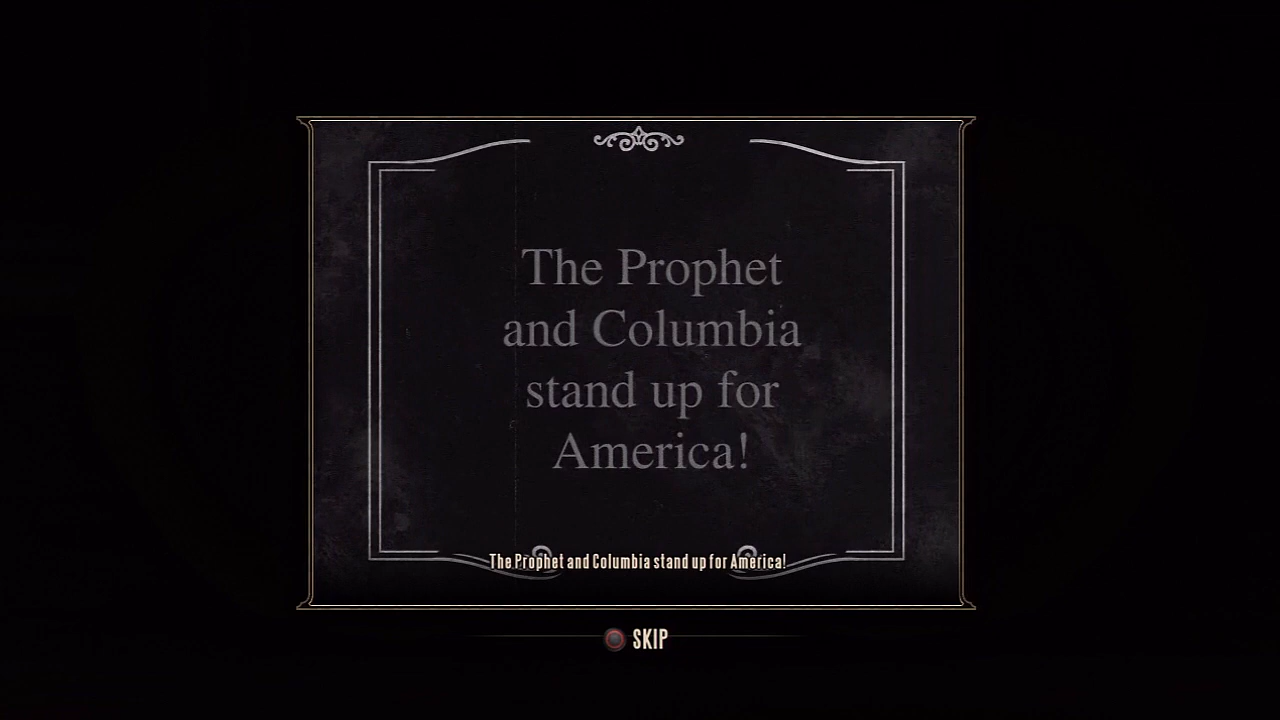 The Prophet
and Columbia
stand up for
America!
The Prophet and Columbia stand up for America!
SKIP